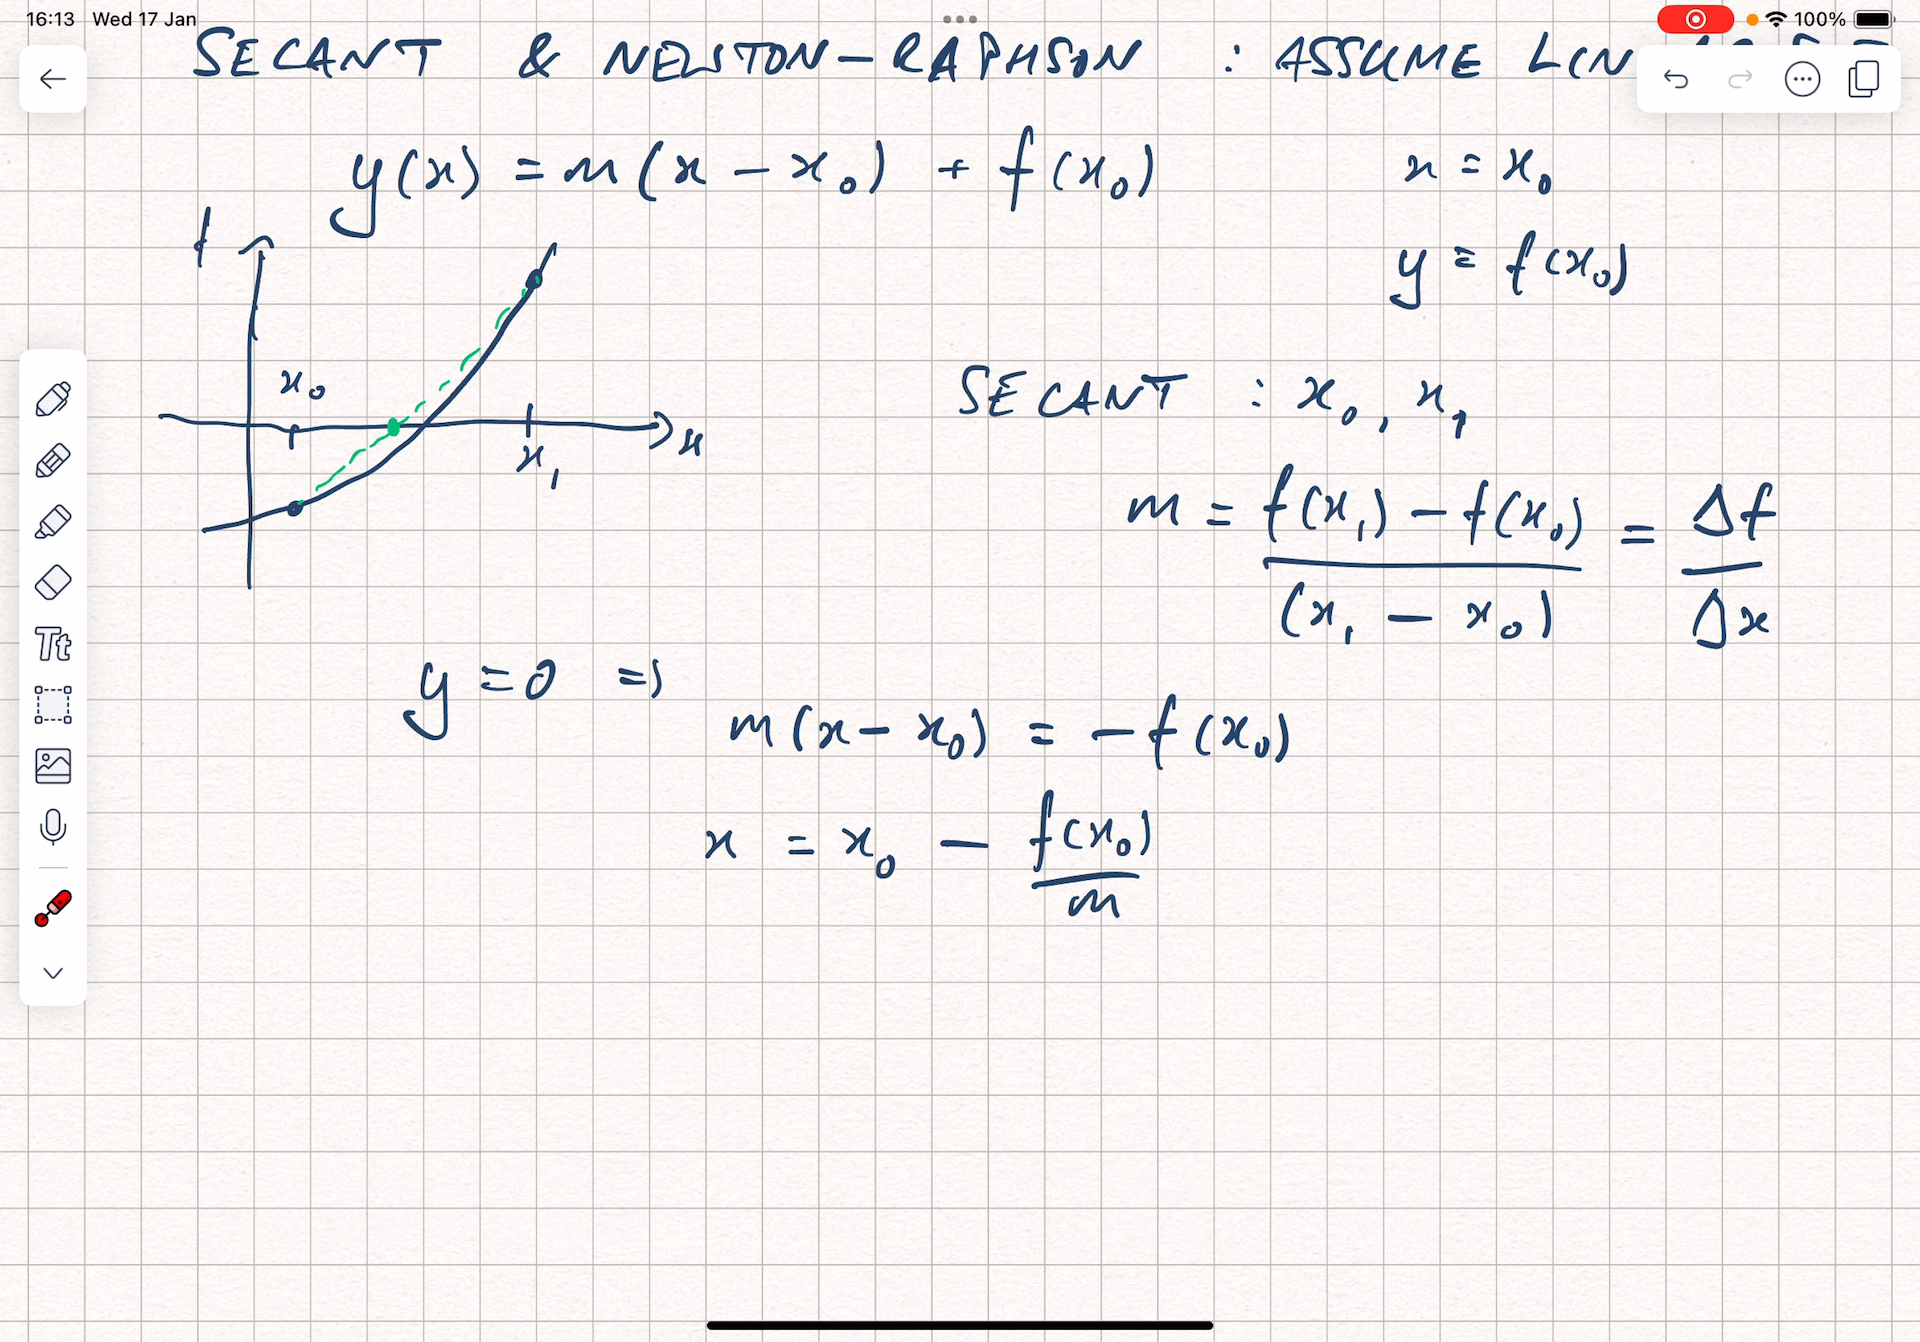 16:13 Wed 17 Jan 100%
SECANT & NEWTON-RAPHSON : ASSUME
y(x) = m(x - x₀) + f(x₀)
x = x₀
y = f(x₀)
f
x₀
x₁
x
SECANT : x₀, x₁
m = f(x₁) - f(x₀) / (x₁ - x₀) = Δf / Δx
y = 0 ⇒
m(x - x₀) = -f(x₀)
x = x₀ - f(x₀) / m
Tt